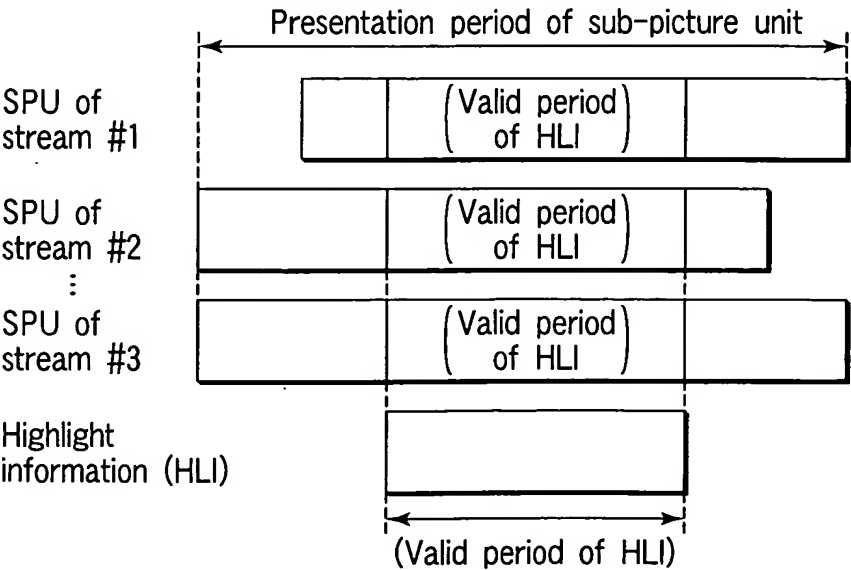 Presentation period of sub-picture unit
SPU of
stream #1
(Valid period
of HLI)
SPU of
stream #2
(Valid period
of HLI)
⋮
SPU of
stream #3
(Valid period
of HLI)
Highlight
information (HLI)
(Valid period of HLI)